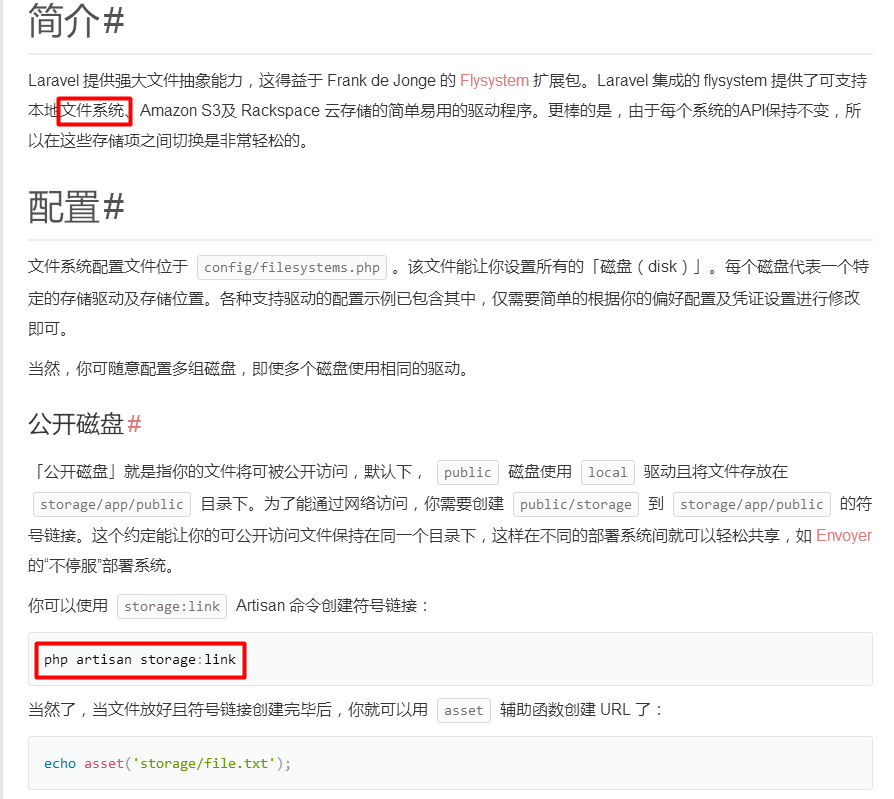 简介#
Laravel 提供强大文件抽象能力，这得益于 Frank de Jonge 的 Flysystem 扩展包。Laravel 集成的 flysystem 提供了可支持
本地文件系统、Amazon S3及 Rackspace 云存储的简单易用的驱动程序。更棒的是，由于每个系统的API保持不变，所
以在这些存储项之间切换是非常轻松的。
配置#
文件系统配置文件位于 config/filesystems.php 。该文件能让你设置所有的「磁盘（disk）」。每个磁盘代表一个特
定的存储驱动及存储位置。各种支持驱动的配置示例已包含其中，仅需要简单的根据你的偏好配置及凭证设置进行修改
即可。
当然，你可随意配置多组磁盘，即使多个磁盘使用相同的驱动。
公开磁盘#
「公开磁盘」就是指你的文件将可被公开访问，默认下， public 磁盘使用 local 驱动且将文件存放在
storage/app/public 目录下。为了能通过网络访问，你需要创建 public/storage 到 storage/app/public 的符
号链接。这个约定能让你的可公开访问文件保持在同一个目录下，这样在不同的部署系统间就可以轻松共享，如 Envoyer
的“不停服”部署系统。
你可以使用 storage:link Artisan 命令创建符号链接：
php artisan storage:link
当然了，当文件放好且符号链接创建完毕后，你就可以用 asset 辅助函数创建 URL 了：
echo asset('storage/file.txt');